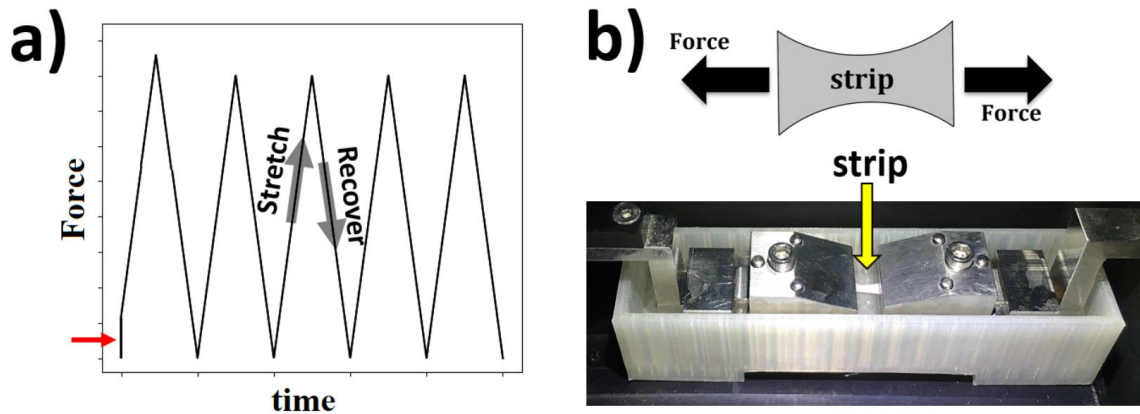 a)
Force
Stretch
Recover
time
b)
Force
strip
Force
strip